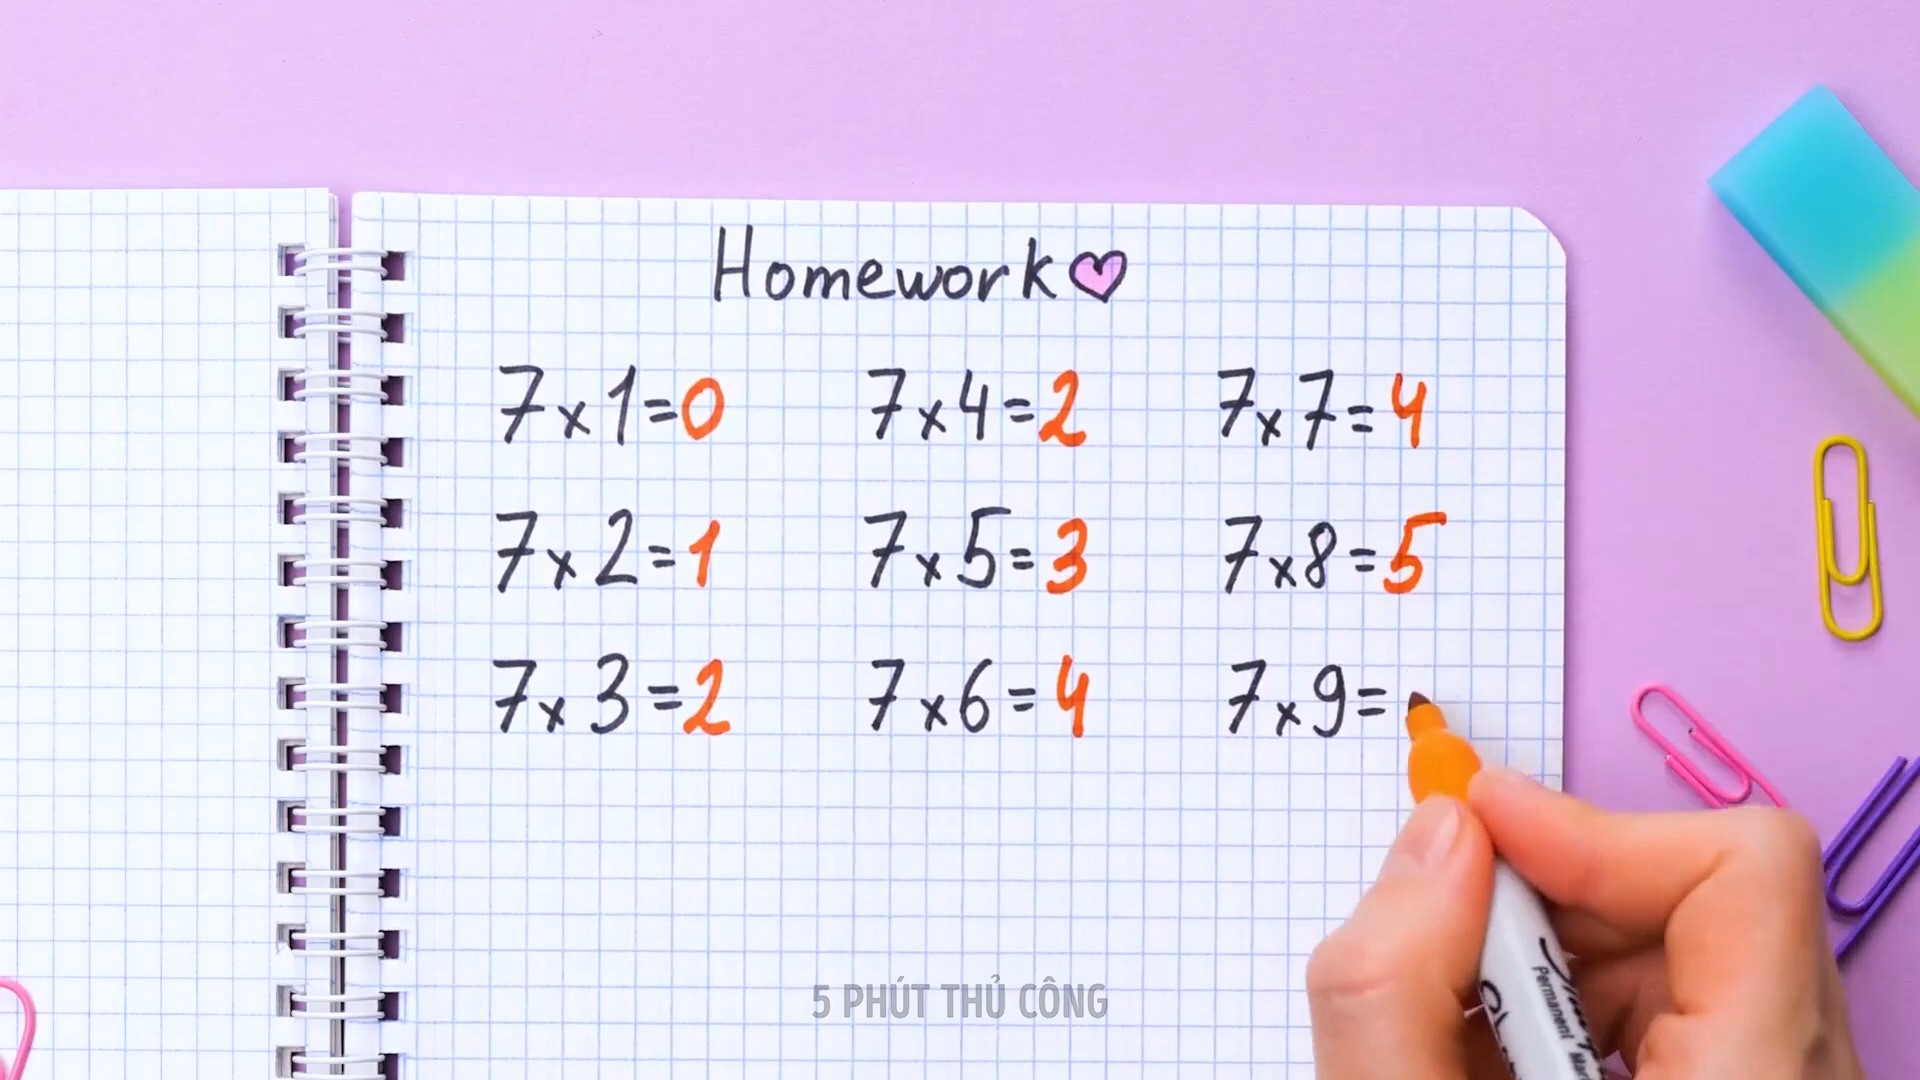 Homework
7x1=0 7x4=2 7x7=4
7x2=1 7x5=3 7x8=5
7x3=2 7x6=4 7x9=
Permanent
5 PHÚT THỦ CÔNG